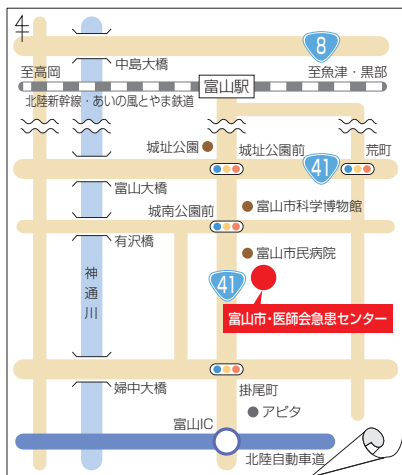 8
中島大橋
至高岡
富山駅
至魚津・黒部
北陸新幹線・あいの風とやま鉄道
城址公園
城址公園前
荒町
41
富山大橋
城南公園前
富山市科学博物館
有沢橋
富山市民病院
神通川
41
富山市・医師会急患センター
婦中大橋
掛尾町
アピタ
富山IC
北陸自動車道